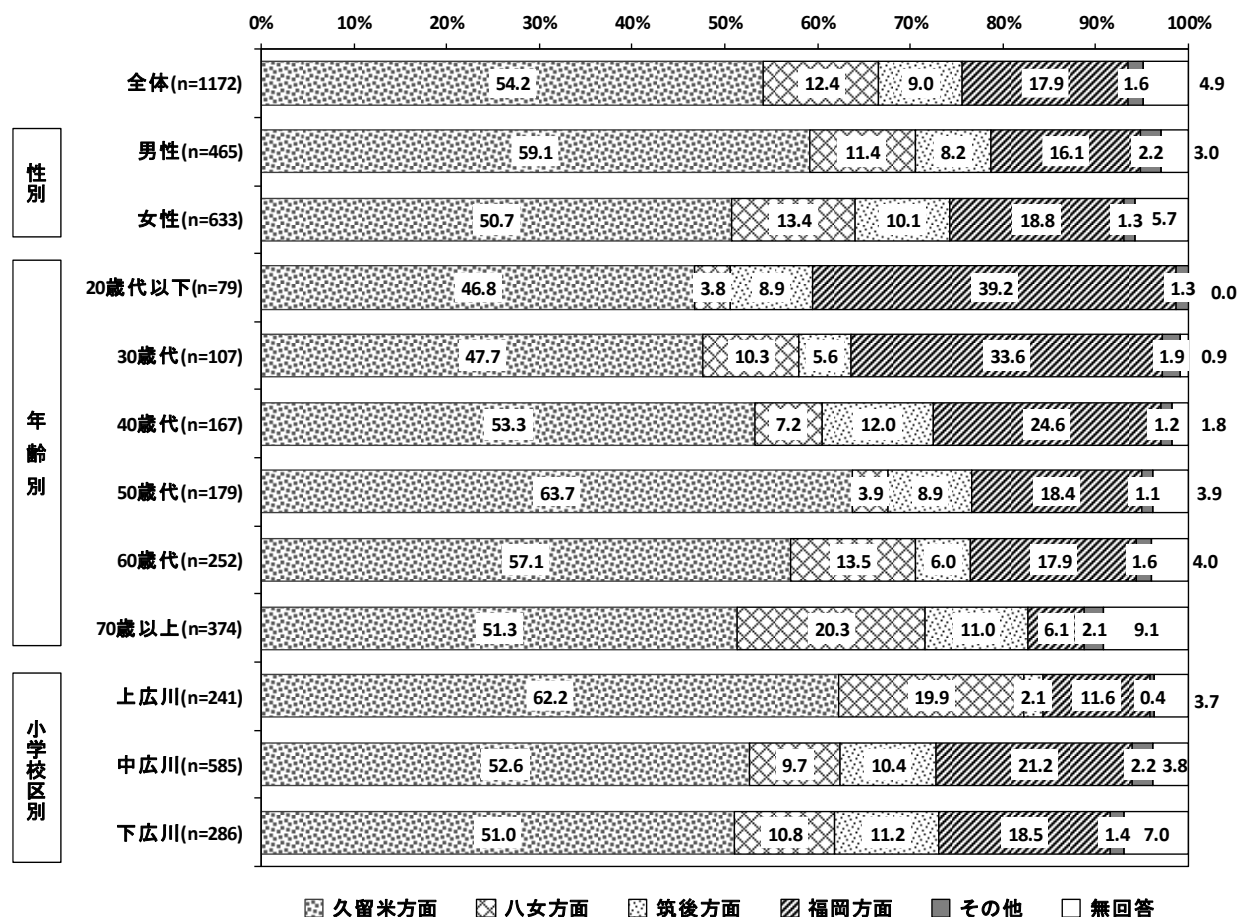 0% 10% 20% 30% 40% 50% 60% 70% 80% 90% 100%
全体(n=1172) 54.2 12.4 9.0 17.9 1.6 4.9
性別
男性(n=465) 59.1 11.4 8.2 16.1 2.2 3.0
女性(n=633) 50.7 13.4 10.1 18.8 1.3 5.7
年齢別
20歳代以下(n=79) 46.8 3.8 8.9 39.2 1.3 0.0
30歳代(n=107) 47.7 10.3 5.6 33.6 1.9 0.9
40歳代(n=167) 53.3 7.2 12.0 24.6 1.2 1.8
50歳代(n=179) 63.7 3.9 8.9 18.4 1.1 3.9
60歳代(n=252) 57.1 13.5 6.0 17.9 1.6 4.0
70歳以上(n=374) 51.3 20.3 11.0 6.1 2.1 9.1
小学校区別
上広川(n=241) 62.2 19.9 2.1 11.6 0.4 3.7
中広川(n=585) 52.6 9.7 10.4 21.2 2.2 3.8
下広川(n=286) 51.0 10.8 11.2 18.5 1.4 7.0
久留米方面 八女方面 筑後方面 福岡方面 その他 無回答